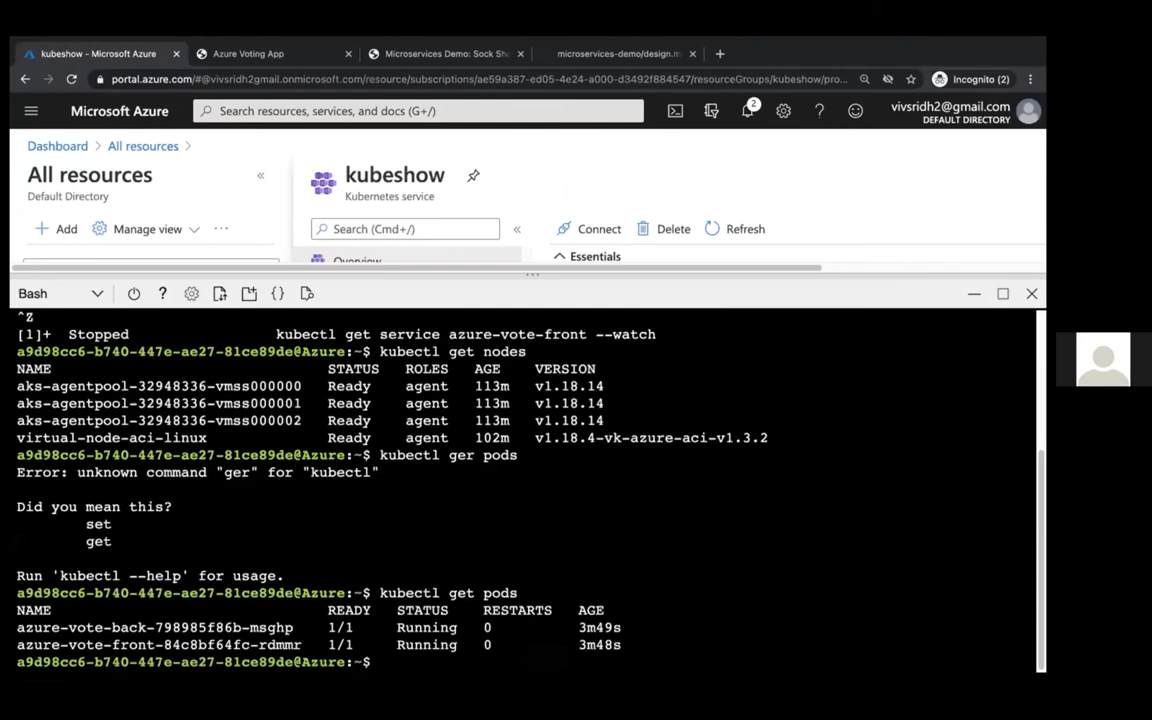 kubeshow - Microsoft Azure
Azure Voting App
Microservices Demo: Sock Sh
microservices-demo/design.m
portal.azure.com/#@vivsridh2gmail.onmicrosoft.com/resource/subscriptions/ae59a387-ed05-4e24-a000-d3492f884547/resourceGroups/kubeshow/pro...
Incognito (2)
Microsoft Azure
Search resources, services, and docs (G+/)
2
vivsridh2@gmail.com
DEFAULT DIRECTORY
Dashboard > All resources >
All resources
Default Directory
Add
Manage view
...
kubeshow
Kubernetes service
Search (Cmd+/)
Connect
Delete
Refresh
Overview
Essentials
Bash
^Z
[1]+  Stopped                 kubectl get service azure-vote-front --watch
a9d98cc6-b740-447e-ae27-81ce89de@Azure:~$ kubectl get nodes
NAME                                STATUS   ROLES   AGE    VERSION
aks-agentpool-32948336-vmss000000   Ready    agent   113m   v1.18.14
aks-agentpool-32948336-vmss000001   Ready    agent   113m   v1.18.14
aks-agentpool-32948336-vmss000002   Ready    agent   113m   v1.18.14
virtual-node-aci-linux              Ready    agent   102m   v1.18.4-vk-azure-aci-v1.3.2
a9d98cc6-b740-447e-ae27-81ce89de@Azure:~$ kubectl ger pods
Error: unknown command "ger" for "kubectl"
Did you mean this?
set
get
Run 'kubectl --help' for usage.
a9d98cc6-b740-447e-ae27-81ce89de@Azure:~$ kubectl get pods
NAME                                READY   STATUS    RESTARTS   AGE
azure-vote-back-798985f86b-msghp    1/1     Running   0          3m49s
azure-vote-front-84c8bf64fc-rdmmr   1/1     Running   0          3m48s
a9d98cc6-b740-447e-ae27-81ce89de@Azure:~$